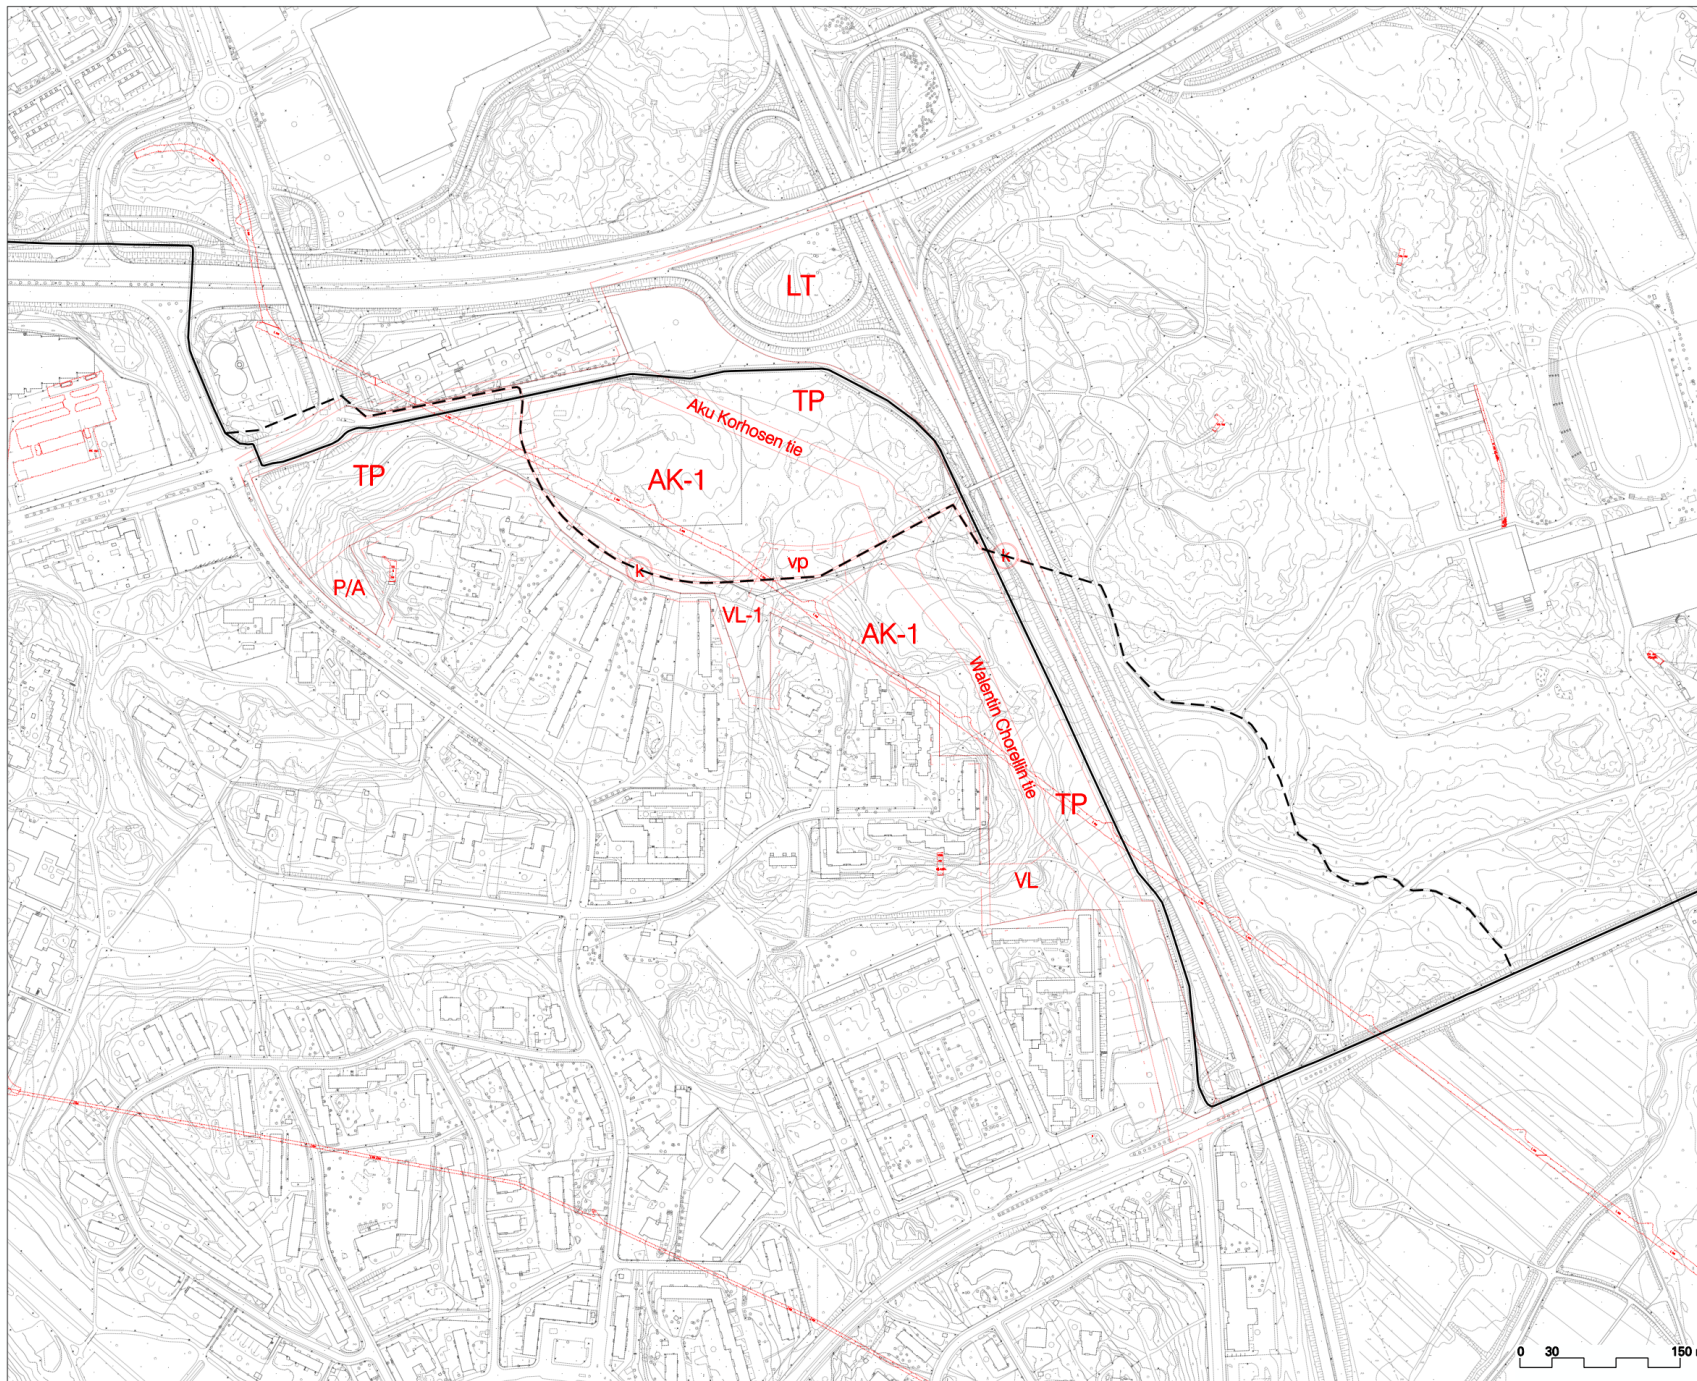 LT
TP
Aku Korhosen tie
TP
AK-1
k
k
vp
P/A
VL-1
AK-1
Walentin Chorellin tie
TP
VL
0 30 150